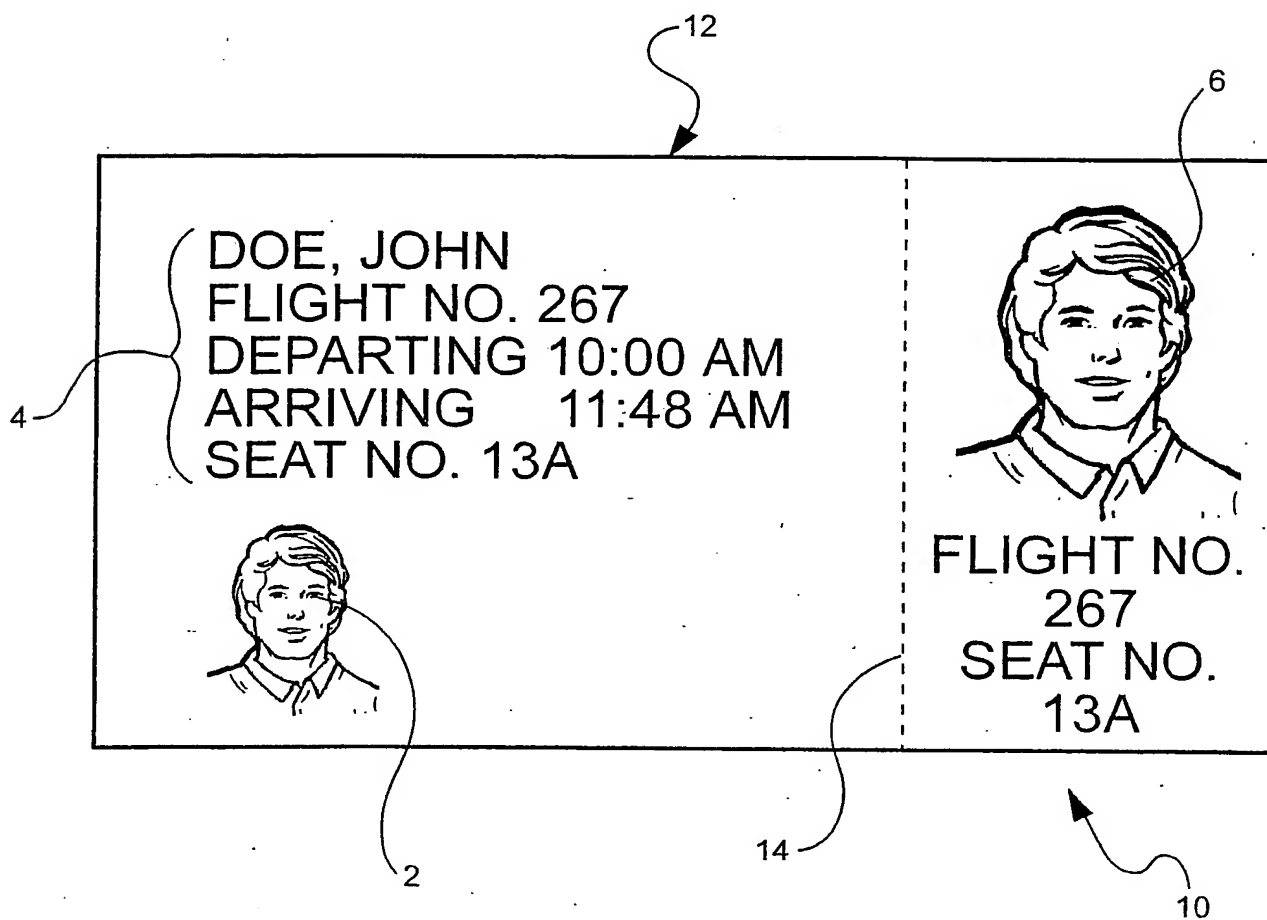 12
6
DOE, JOHN
FLIGHT NO. 267
DEPARTING 10:00 AM
ARRIVING 11:48 AM
SEAT NO. 13A
4
FLIGHT NO.
267
SEAT NO.
13A
2
14
10